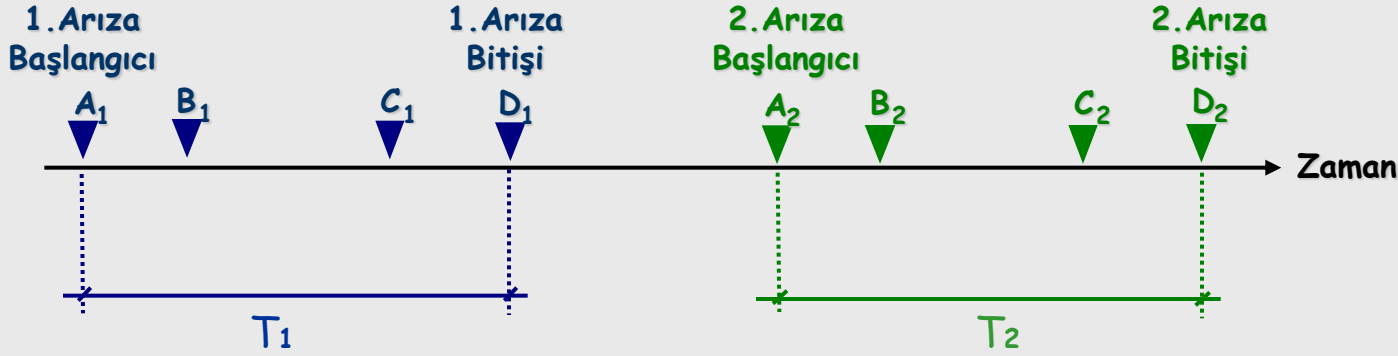 1.Arıza
Başlangıcı
1.Arıza
Bitişi
2.Arıza
Başlangıcı
2.Arıza
Bitişi
A1
B1
C1
D1
A2
B2
C2
D2
Zaman
T1
T2